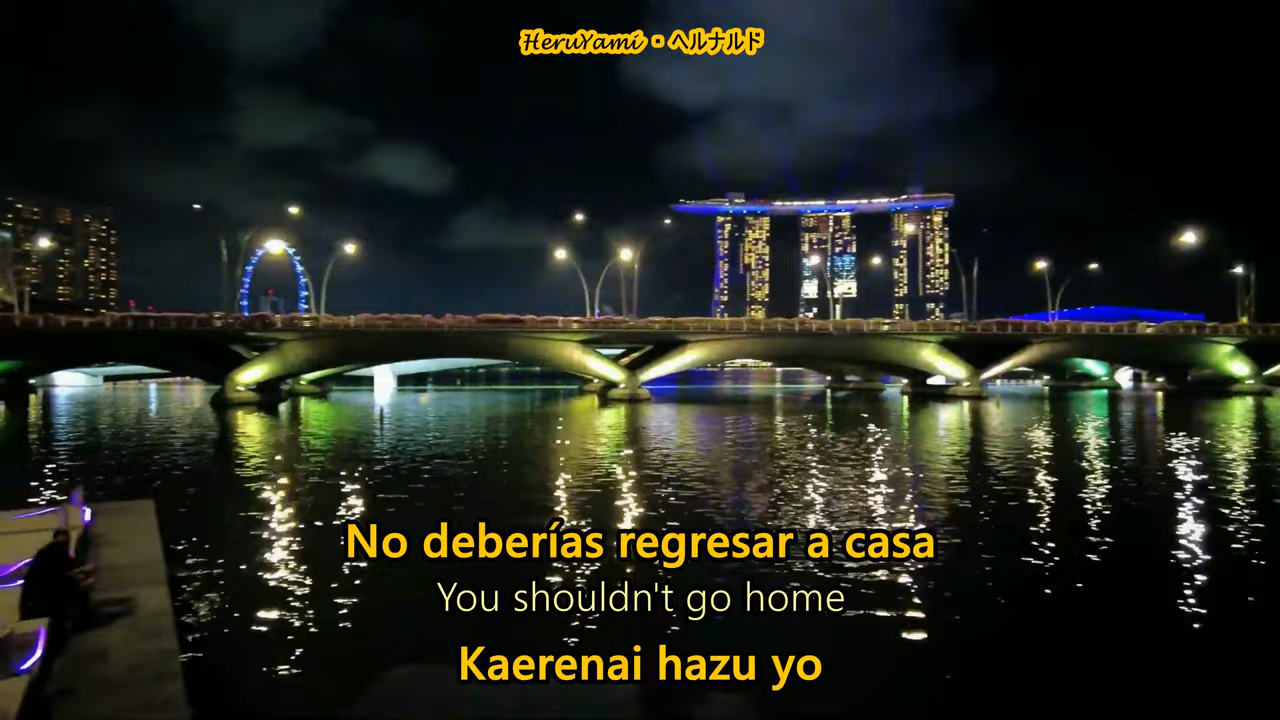 HeruYami・ヘルナルド
No deberías regresar a casa
You shouldn't go home
Kaerenai hazu yo